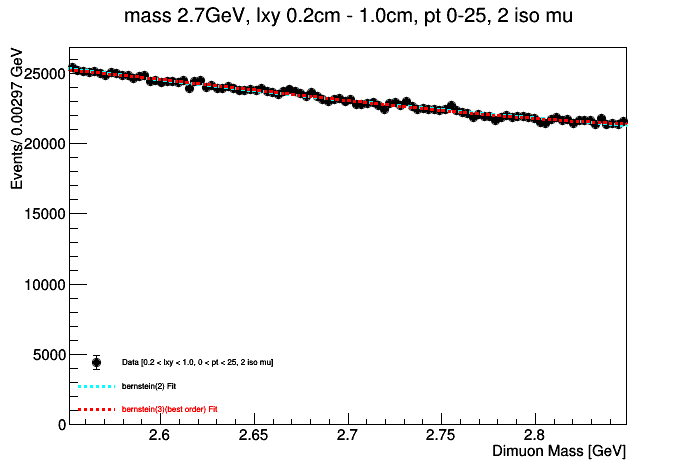 mass 2.7GeV, lxy 0.2cm - 1.0cm, pt 0-25, 2 iso mu
Events/ 0.00297 GeV
25000
20000
15000
10000
5000
0
Data [0.2 < lxy < 1.0, 0 < pt < 25, 2 iso mu]
bernstein(2) Fit
bernstein(3)(best order) Fit
2.6
2.65
2.7
2.75
2.8
Dimuon Mass [GeV]